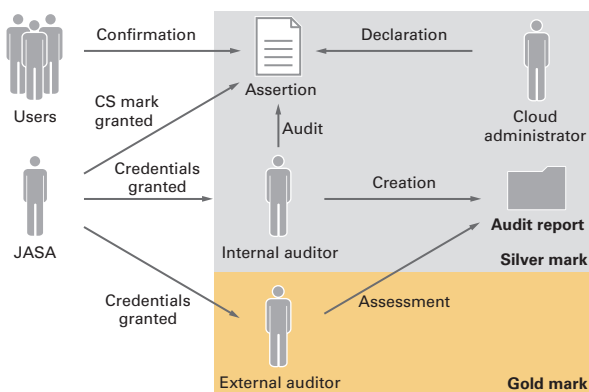 Confirmation
Declaration
Users
CS mark
granted
Assertion
Cloud
administrator
Audit
Credentials
granted
Creation
JASA
Internal auditor
Audit report
Silver mark
Credentials
granted
Assessment
External auditor
Gold mark